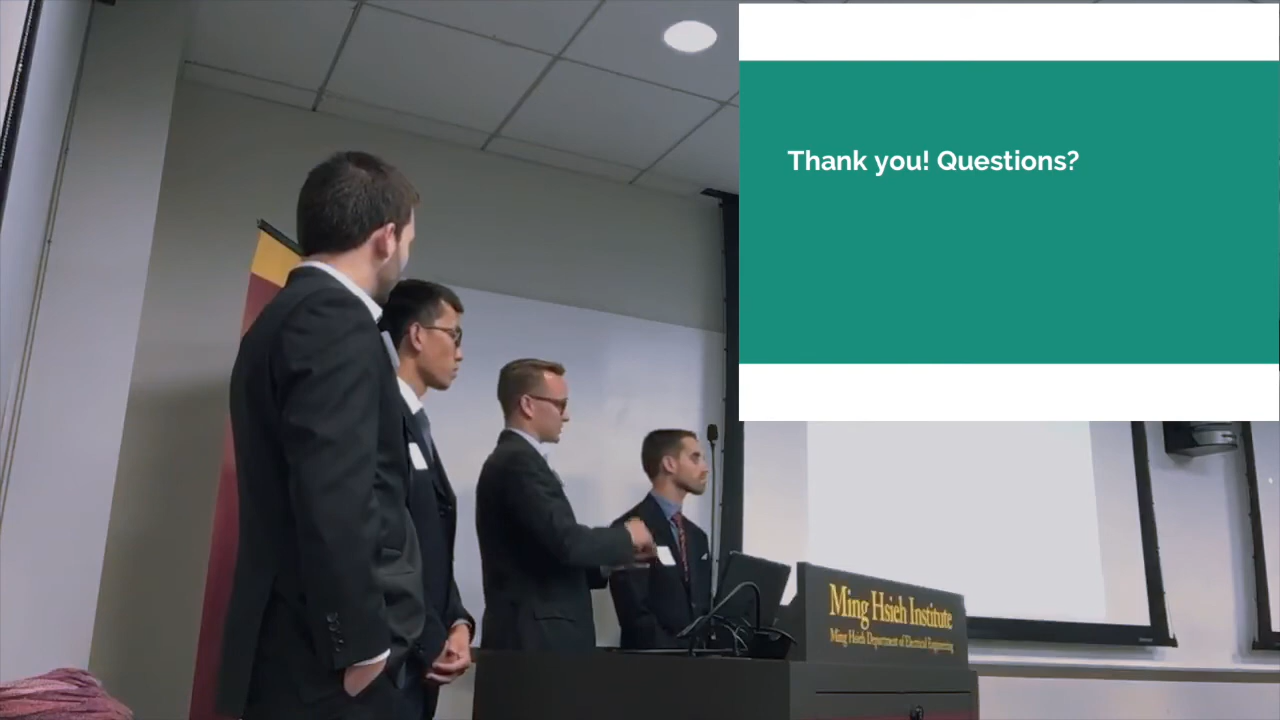 Thank you! Questions?
Ming Hsieh Institute
Ming Hsieh Department of Electrical Engineering